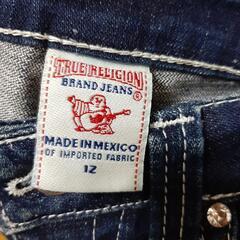 TRUE RELIGION
BRAND JEANS
®
MADE IN MEXICO
OF IMPORTED FABRIC
12